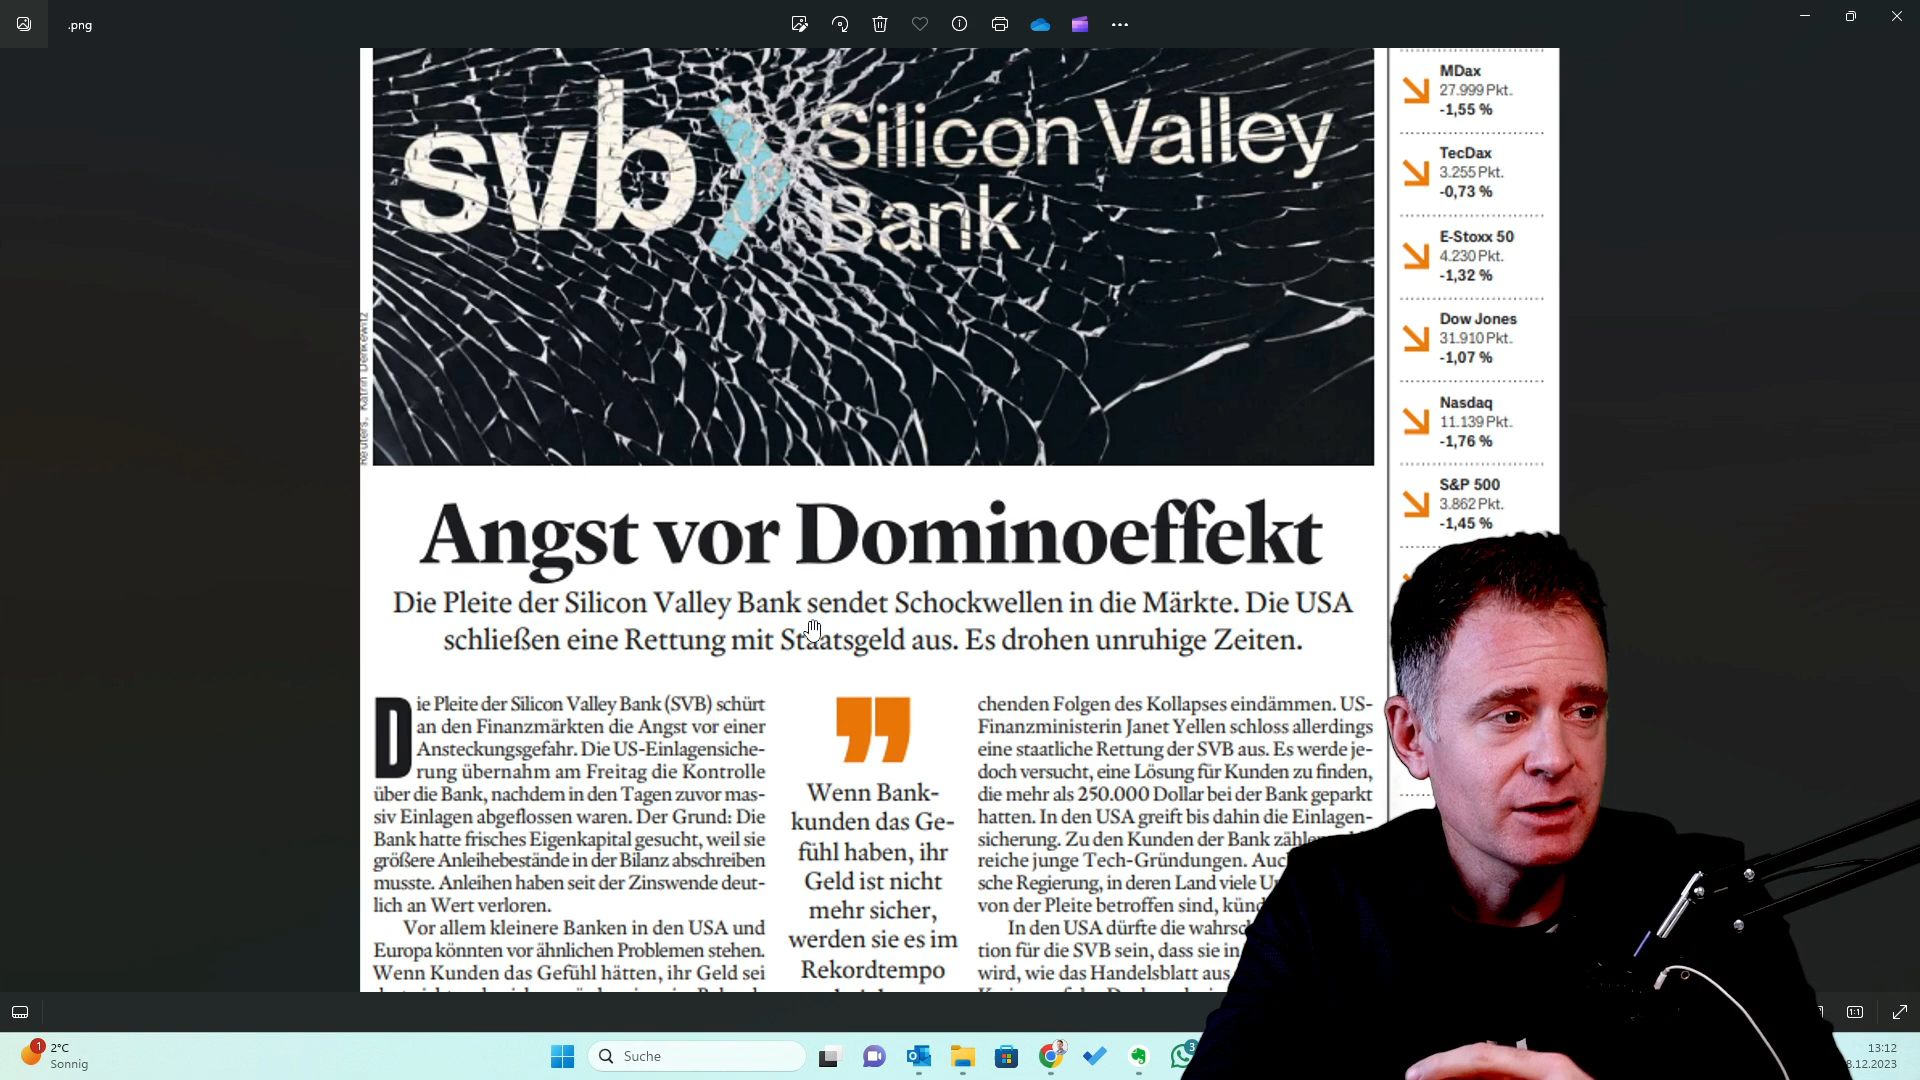 .png
svb Silicon Valley
Bank
MDax
27.999 Pkt.
-1,55 %
TecDax
3.255 Pkt.
-0,73 %
E-Stoxx 50
4.230 Pkt.
-1,32 %
Dow Jones
31.910 Pkt.
-1,07 %
Nasdaq
11.139 Pkt.
-1,76 %
S&P 500
3.862 Pkt.
-1,45 %
Reuters, Katrin Denkewitz
Angst vor Dominoeffekt
Die Pleite der Silicon Valley Bank sendet Schockwellen in die Märkte. Die USA
schließen eine Rettung mit Staatsgeld aus. Es drohen unruhige Zeiten.
Die Pleite der Silicon Valley Bank (SVB) schürt
an den Finanzmärkten die Angst vor einer
Ansteckungsgefahr. Die US-Einlagensiche-
rung übernahm am Freitag die Kontrolle
über die Bank, nachdem in den Tagen zuvor mas-
siv Einlagen abgeflossen waren. Der Grund: Die
Bank hatte frisches Eigenkapital gesucht, weil sie
größere Anleihebestände in der Bilanz abschreiben
musste. Anleihen haben seit der Zinswende deut-
lich an Wert verloren.
Vor allem kleinere Banken in den USA und
Europa könnten vor ähnlichen Problemen stehen.
Wenn Kunden das Gefühl hätten, ihr Geld sei
Wenn Bank-
kunden das Ge-
fühl haben, ihr
Geld ist nicht
mehr sicher,
werden sie es im
Rekordtempo
chenden Folgen des Kollapses eindämmen. US-
Finanzministerin Janet Yellen schloss allerdings
eine staatliche Rettung der SVB aus. Es werde je-
doch versucht, eine Lösung für Kunden zu finden,
die mehr als 250.000 Dollar bei der Bank geparkt
hatten. In den USA greift bis dahin die Einlagen-
sicherung. Zu den Kunden der Bank
reiche junge Tech-Gründungen.
sche Regierung, in deren Land viele
von der Pleite betroffen sind,
In den USA dürfte die
tion für die SVB sein, dass sie in
wird, wie das Handelsblatt aus
1:1
1
2°C
Sonnig
Suche
3
13:12
8.12.2023